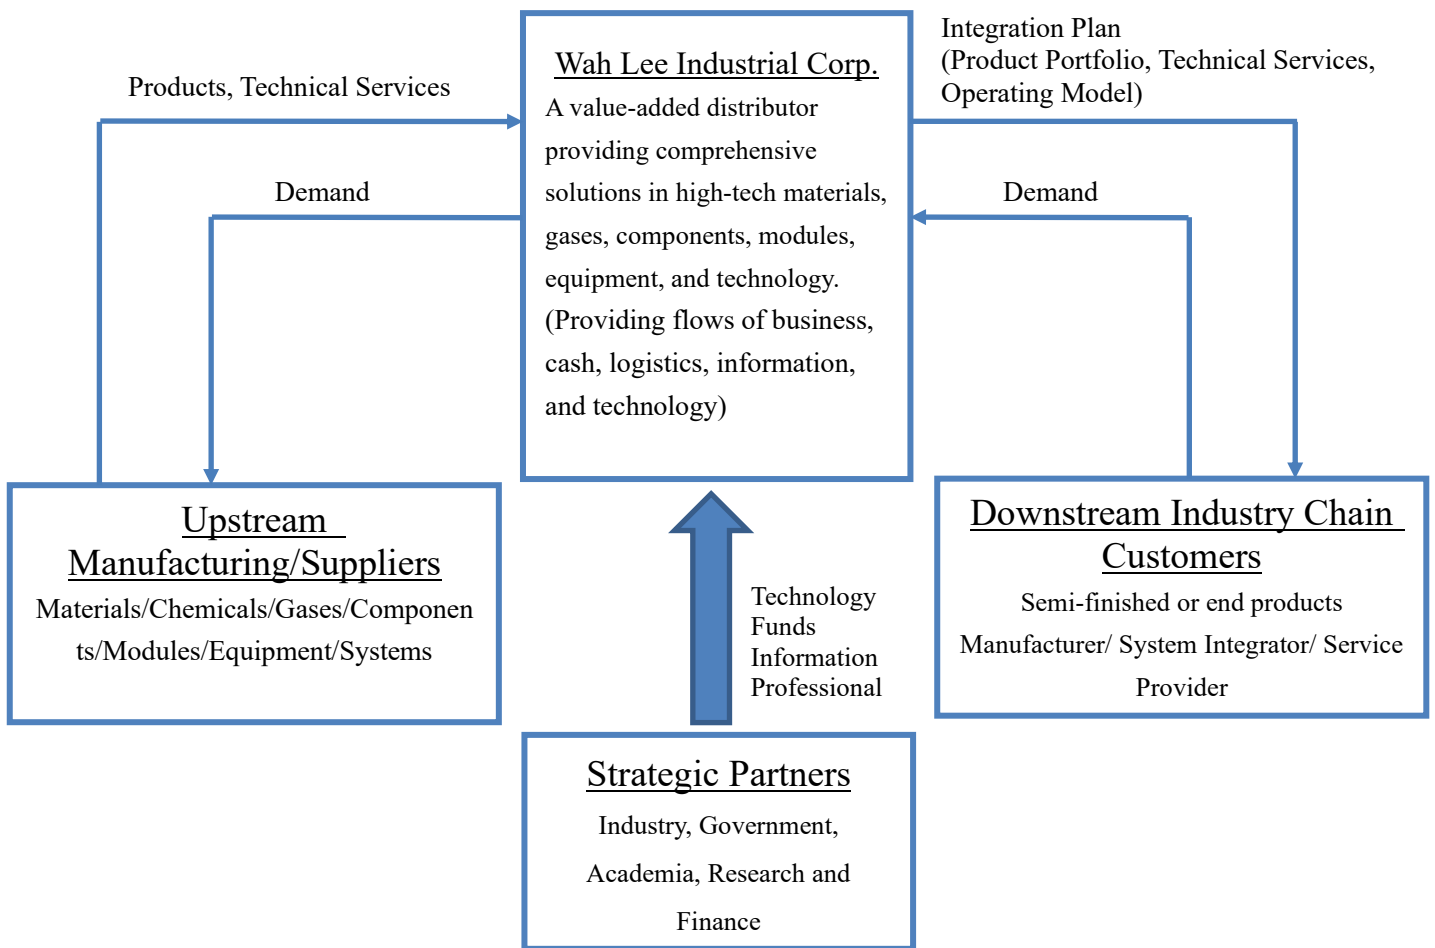 Integration Plan
(Product Portfolio, Technical Services,
Operating Model)
Products, Technical Services
Demand
Wah Lee Industrial Corp.
A value-added distributor
providing comprehensive
solutions in high-tech materials,
gases, components, modules,
equipment, and technology.
(Providing flows of business,
cash, logistics, information,
and technology)
Demand
Upstream
Manufacturing/Suppliers
Materials/Chemicals/Gases/Componen
ts/Modules/Equipment/Systems
Technology
Funds
Information
Professional
Downstream Industry Chain
Customers
Semi-finished or end products
Manufacturer/ System Integrator/ Service
Provider
Strategic Partners
Industry, Government,
Academia, Research and
Finance